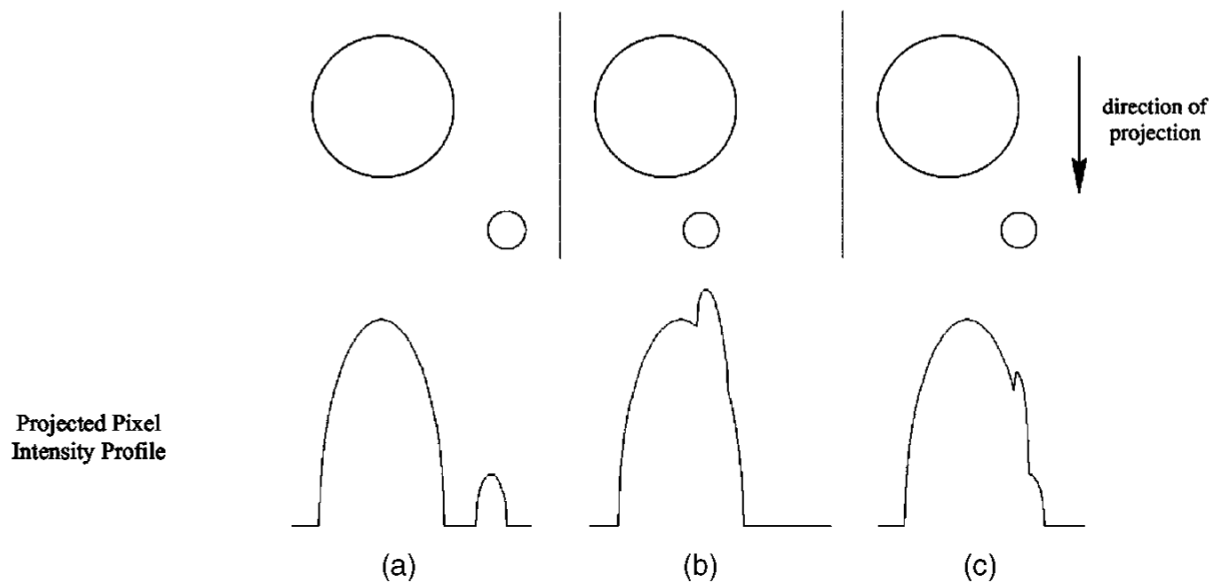 direction of
projection
Projected Pixel
Intensity Profile
(a)
(b)
(c)